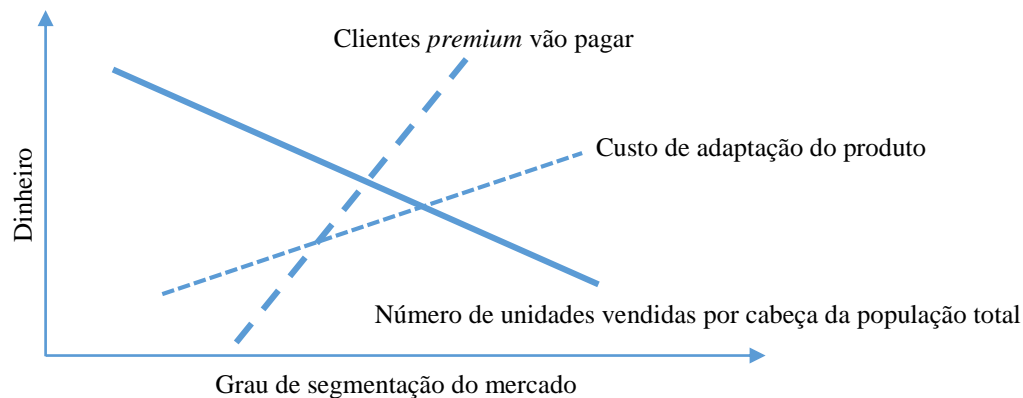 Clientes premium vão pagar
Custo de adaptação do produto
Dinheiro
Número de unidades vendidas por cabeça da população total
Grau de segmentação do mercado